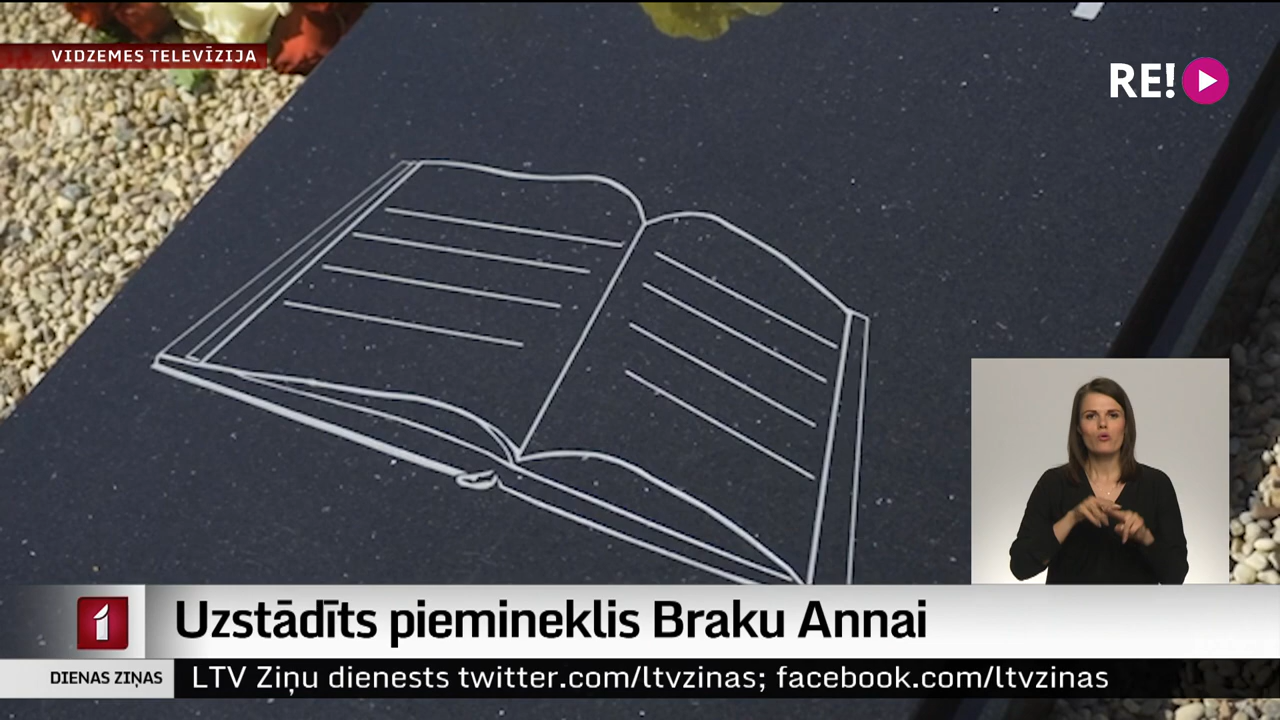 VIDZEMES TELEVĪZIJA
RE!
1
Uzstādīts piemineklis Braku Annai
DIENAS ZIŅAS
LTV Ziņu dienests twitter.com/ltvzinas; facebook.com/ltvzinas